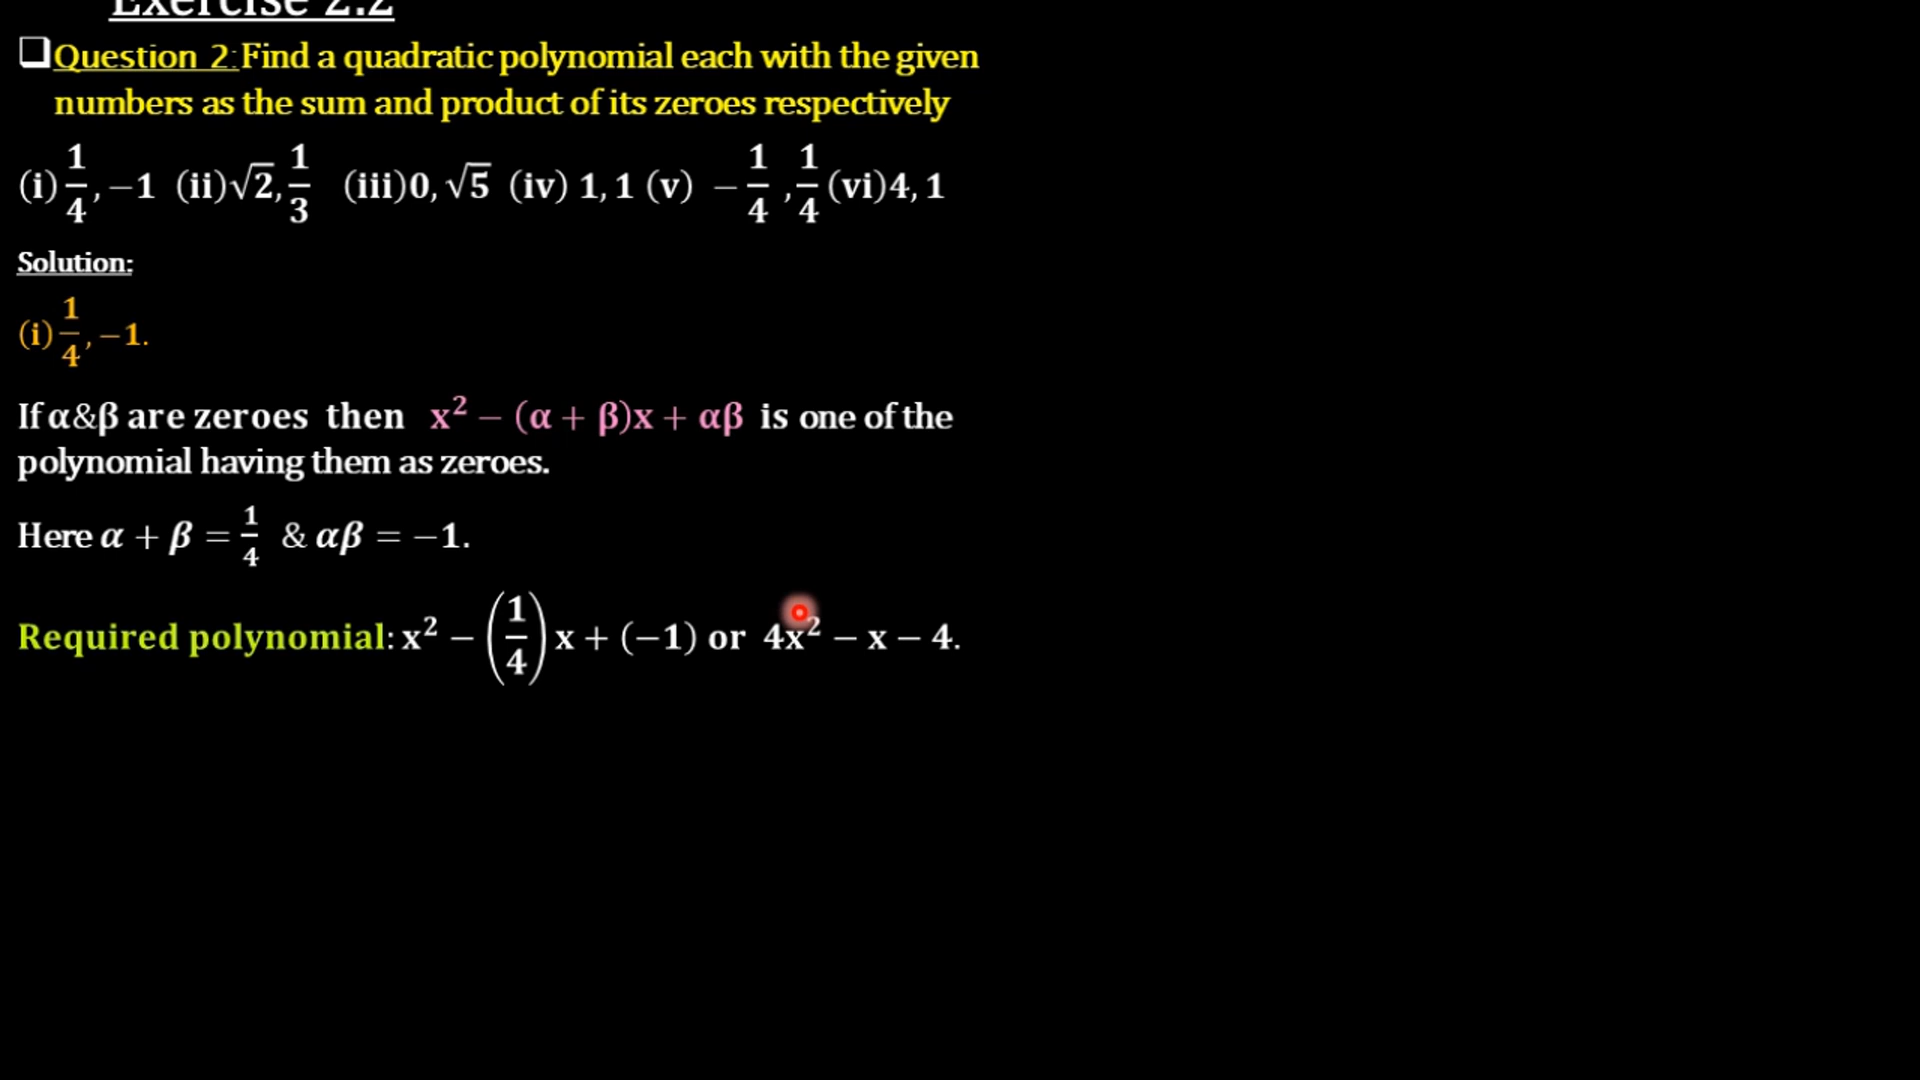 Exercise 2.2
❑Question 2:Find a quadratic polynomial each with the given
numbers as the sum and product of its zeroes respectively
(i) 1/4, −1 (ii)√2, 1/3 (iii)0, √5 (iv) 1, 1 (v) −1/4 , 1/4 (vi)4, 1
Solution:
(i) 1/4, −1.
If α&β are zeroes then x² − (α + β)x + αβ is one of the
polynomial having them as zeroes.
Here α + β = 1/4 & αβ = −1.
Required polynomial: x² − (1/4)x + (−1) or 4x² − x − 4.